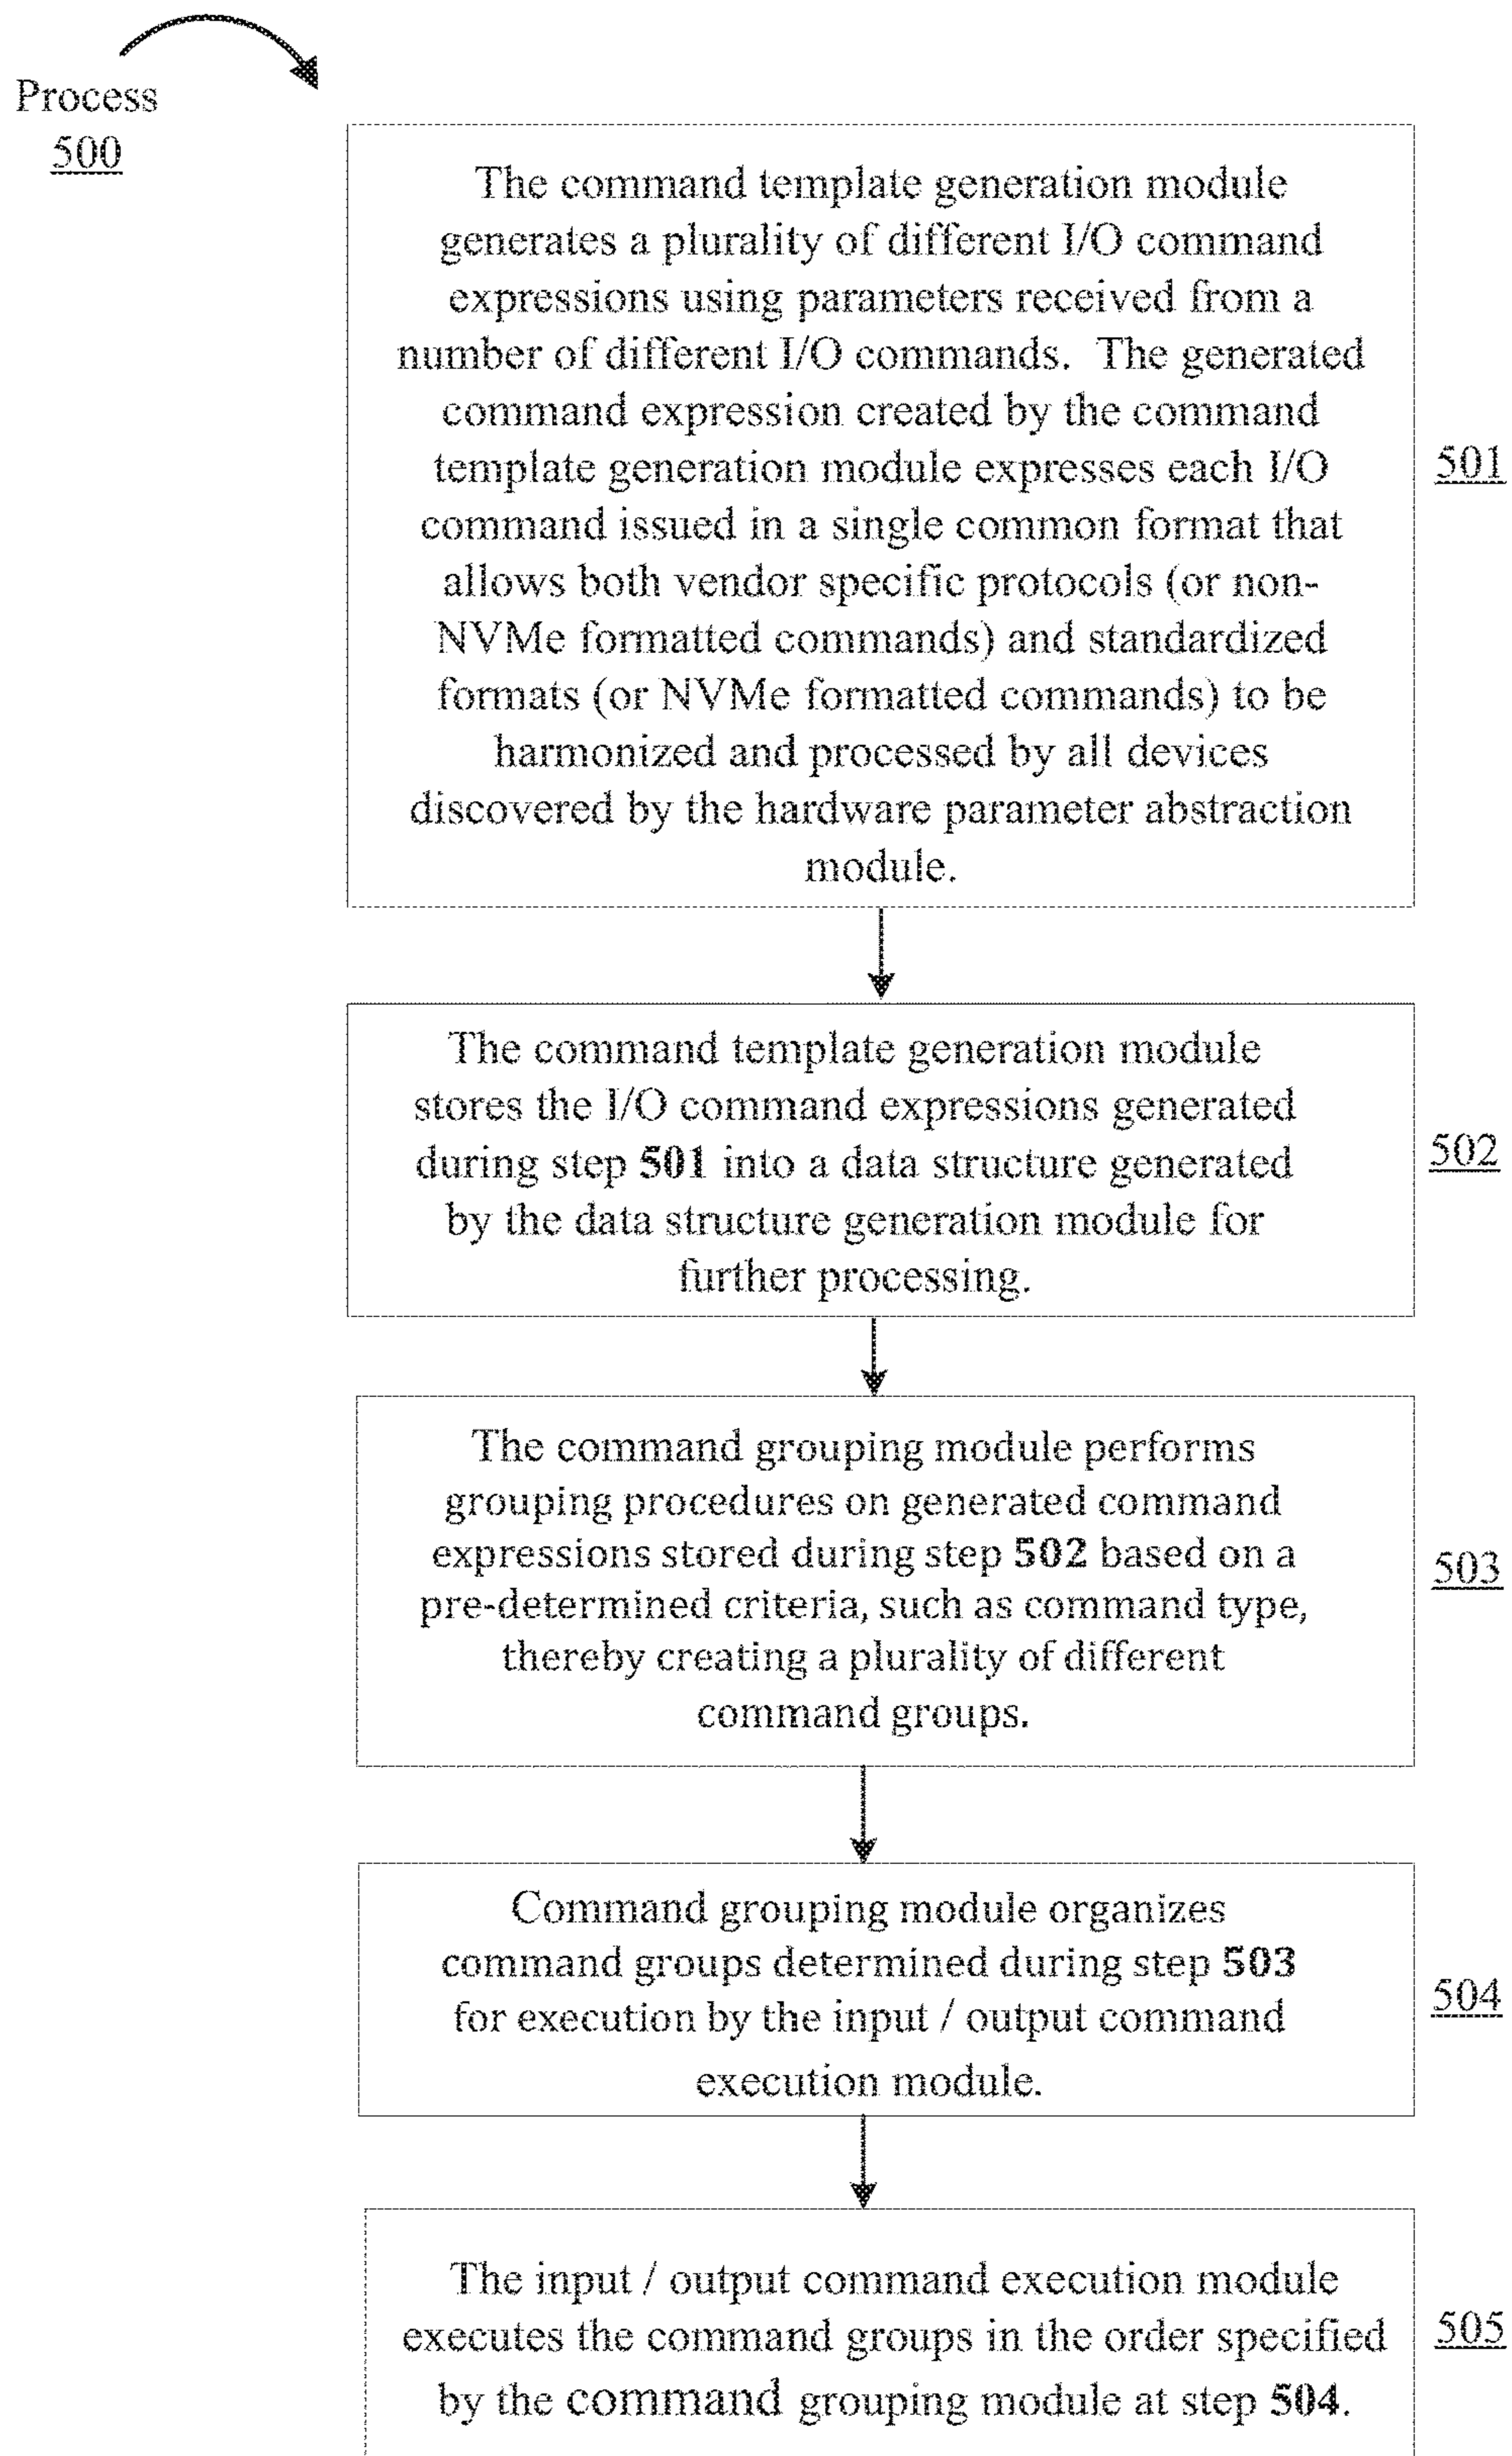 Process
500
The command template generation module
generates a plurality of different I/O command
expressions using parameters received from a
number of different I/O commands.  The generated
command expression created by the command
template generation module expresses each I/O
command issued in a single common format that
allows both vendor specific protocols (or non-
NVMe formatted commands) and standardized
formats (or NVMe formatted commands) to be
harmonized and processed by all devices
discovered by the hardware parameter abstraction
module.
501
The command template generation module
stores the I/O command expressions generated
during step 501 into a data structure generated
by the data structure generation module for
further processing.
502
The command grouping module performs
grouping procedures on generated command
expressions stored during step 502 based on a
pre-determined criteria, such as command type,
thereby creating a plurality of different
command groups.
503
Command grouping module organizes
command groups determined during step 503
for execution by the input / output command
execution module.
504
The input / output command execution module
executes the command groups in the order specified
by the command grouping module at step 504.
505